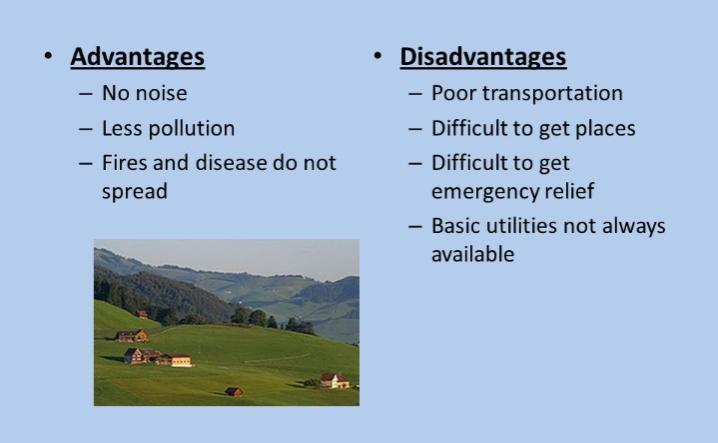 • Advantages
– No noise
– Less pollution
– Fires and disease do not
spread
• Disadvantages
– Poor transportation
– Difficult to get places
– Difficult to get
emergency relief
– Basic utilities not always
available